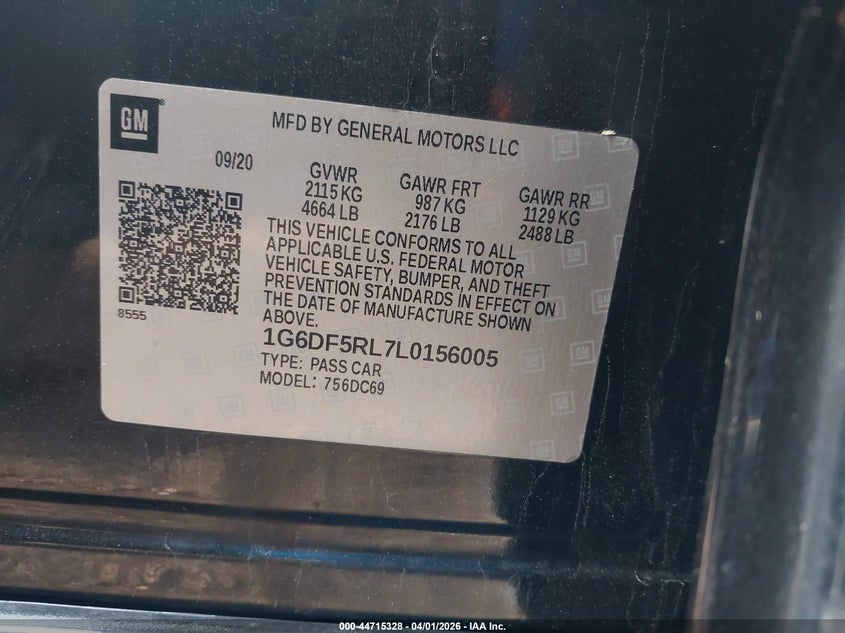 GM
MFD BY GENERAL MOTORS LLC
09/20
GVWR
2115 KG
4664 LB
GAWR FRT
987 KG
2176 LB
GAWR RR
1129 KG
2488 LB
THIS VEHICLE CONFORMS TO ALL
APPLICABLE U.S. FEDERAL MOTOR
VEHICLE SAFETY, BUMPER, AND THEFT
PREVENTION STANDARDS IN EFFECT ON
THE DATE OF MANUFACTURE SHOWN
ABOVE.
8555
1G6DF5RL7L0156005
TYPE: PASS CAR
MODEL: 756DC69
000-44715328 - 04/01/2026 - IAA Inc.